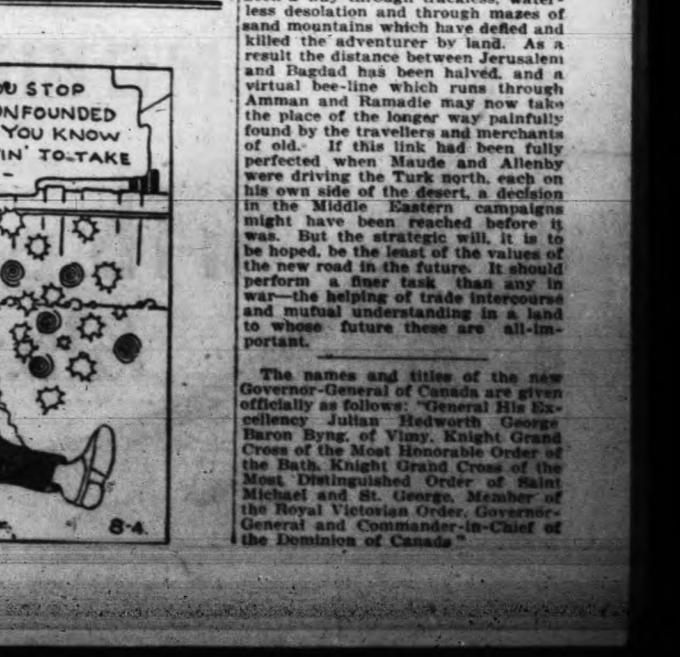 U STOP
NFOUNDED
YOU KNOW
IN' TO-TAKE
-
8-4
less desolation and through mazes of
sand mountains which have defied and
killed the adventurer by land. As a
result the distance between Jerusalem
and Bagdad has been halved, and a
virtual bee-line which runs through
Amman and Ramadie may now take
the place of the longer way painfully
found by the travellers and merchants
of old. If this link had been fully
perfected when Maude and Allenby
were driving the Turk north, each on
his own side of the desert, a decision
in the Middle Eastern campaigns
might have been reached before it
was. But the strategic will, it is to
be hoped, be the least of the values of
the new road in the future. It should
perform a finer task than any in
war—the helping of trade intercourse
and mutual understanding in a land
to whose future these are all-im-
portant.
The names and titles of the new
Governor-General of Canada are given
officially as follows: "General His Ex-
cellency Julian Hedworth George
Baron Byng, of Vimy, Knight Grand
Cross of the Most Honorable Order of
the Bath, Knight Grand Cross of the
Most Distinguished Order of Saint
Michael and St. George, Member of
the Royal Victorian Order, Governor-
General and Commander-in-Chief of
the Dominion of Canada"